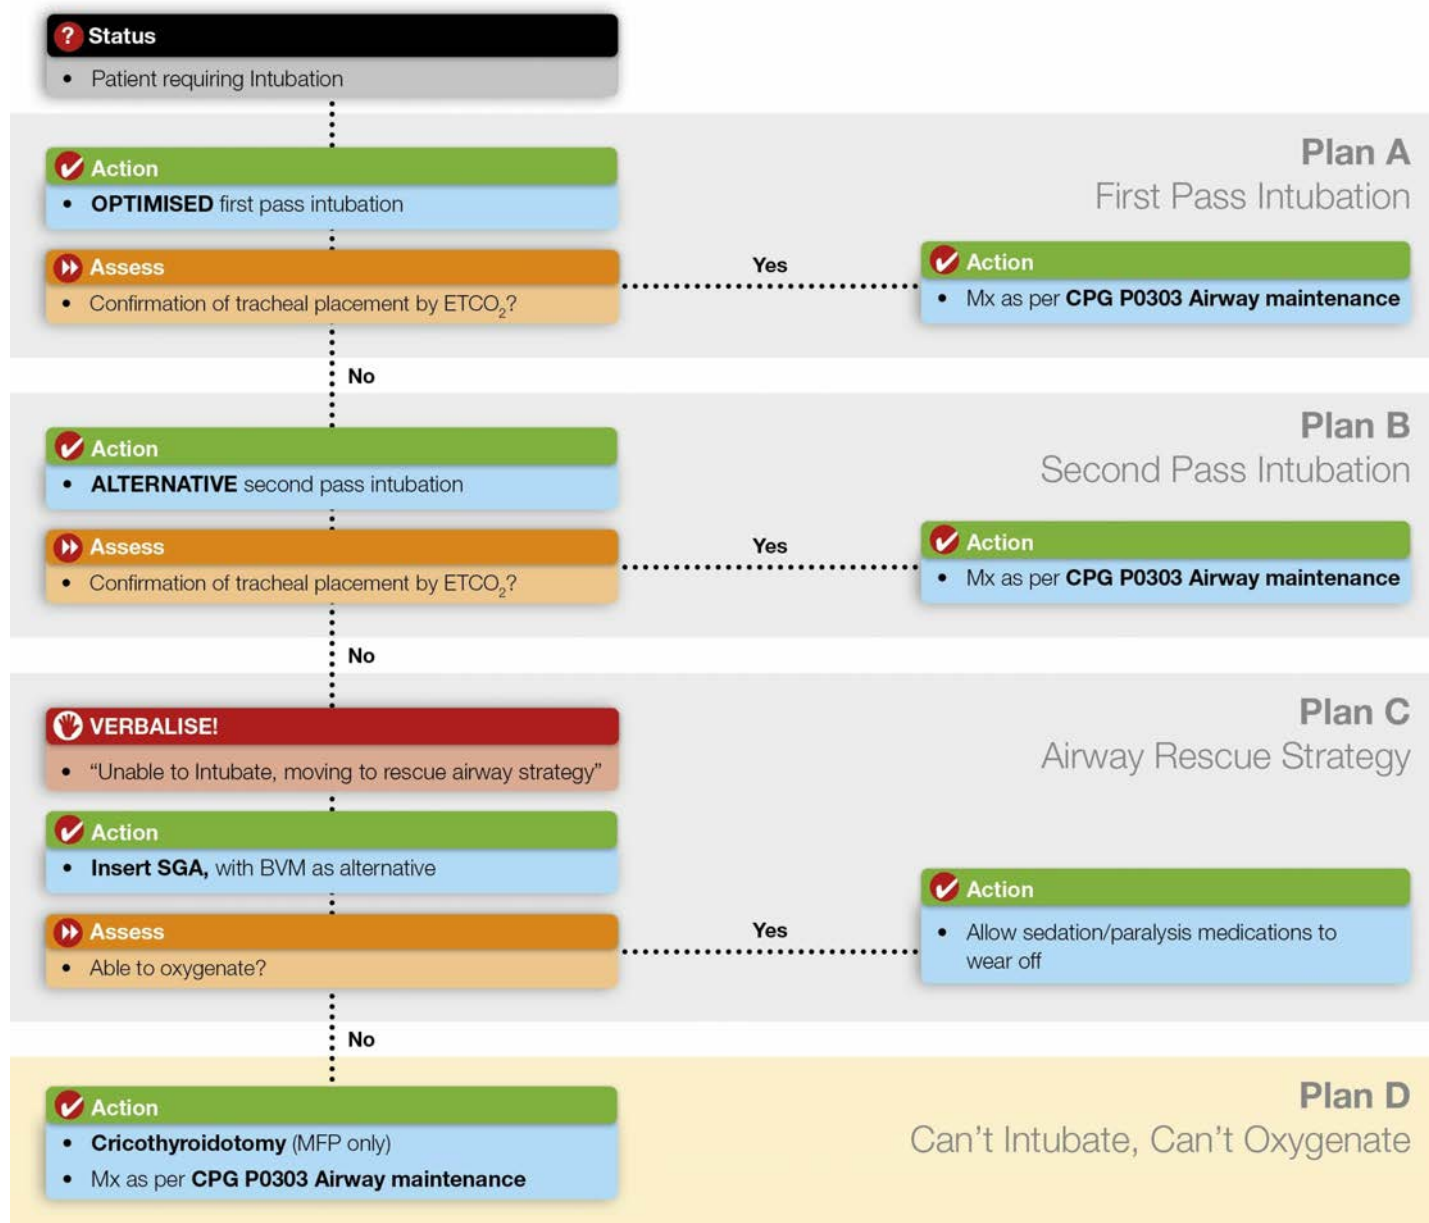 ? Status
• Patient requiring Intubation
Plan A
First Pass Intubation
Action
• OPTIMISED first pass intubation
Assess
• Confirmation of tracheal placement by ETCO₂?
Yes
Action
• Mx as per CPG P0303 Airway maintenance
No
Plan B
Second Pass Intubation
Action
• ALTERNATIVE second pass intubation
Assess
• Confirmation of tracheal placement by ETCO₂?
Yes
Action
• Mx as per CPG P0303 Airway maintenance
No
Plan C
Airway Rescue Strategy
VERBALISE!
• “Unable to Intubate, moving to rescue airway strategy”
Action
• Insert SGA, with BVM as alternative
Assess
• Able to oxygenate?
Yes
Action
• Allow sedation/paralysis medications to
wear off
No
Plan D
Can’t Intubate, Can’t Oxygenate
Action
• Cricothyroidotomy (MFP only)
• Mx as per CPG P0303 Airway maintenance